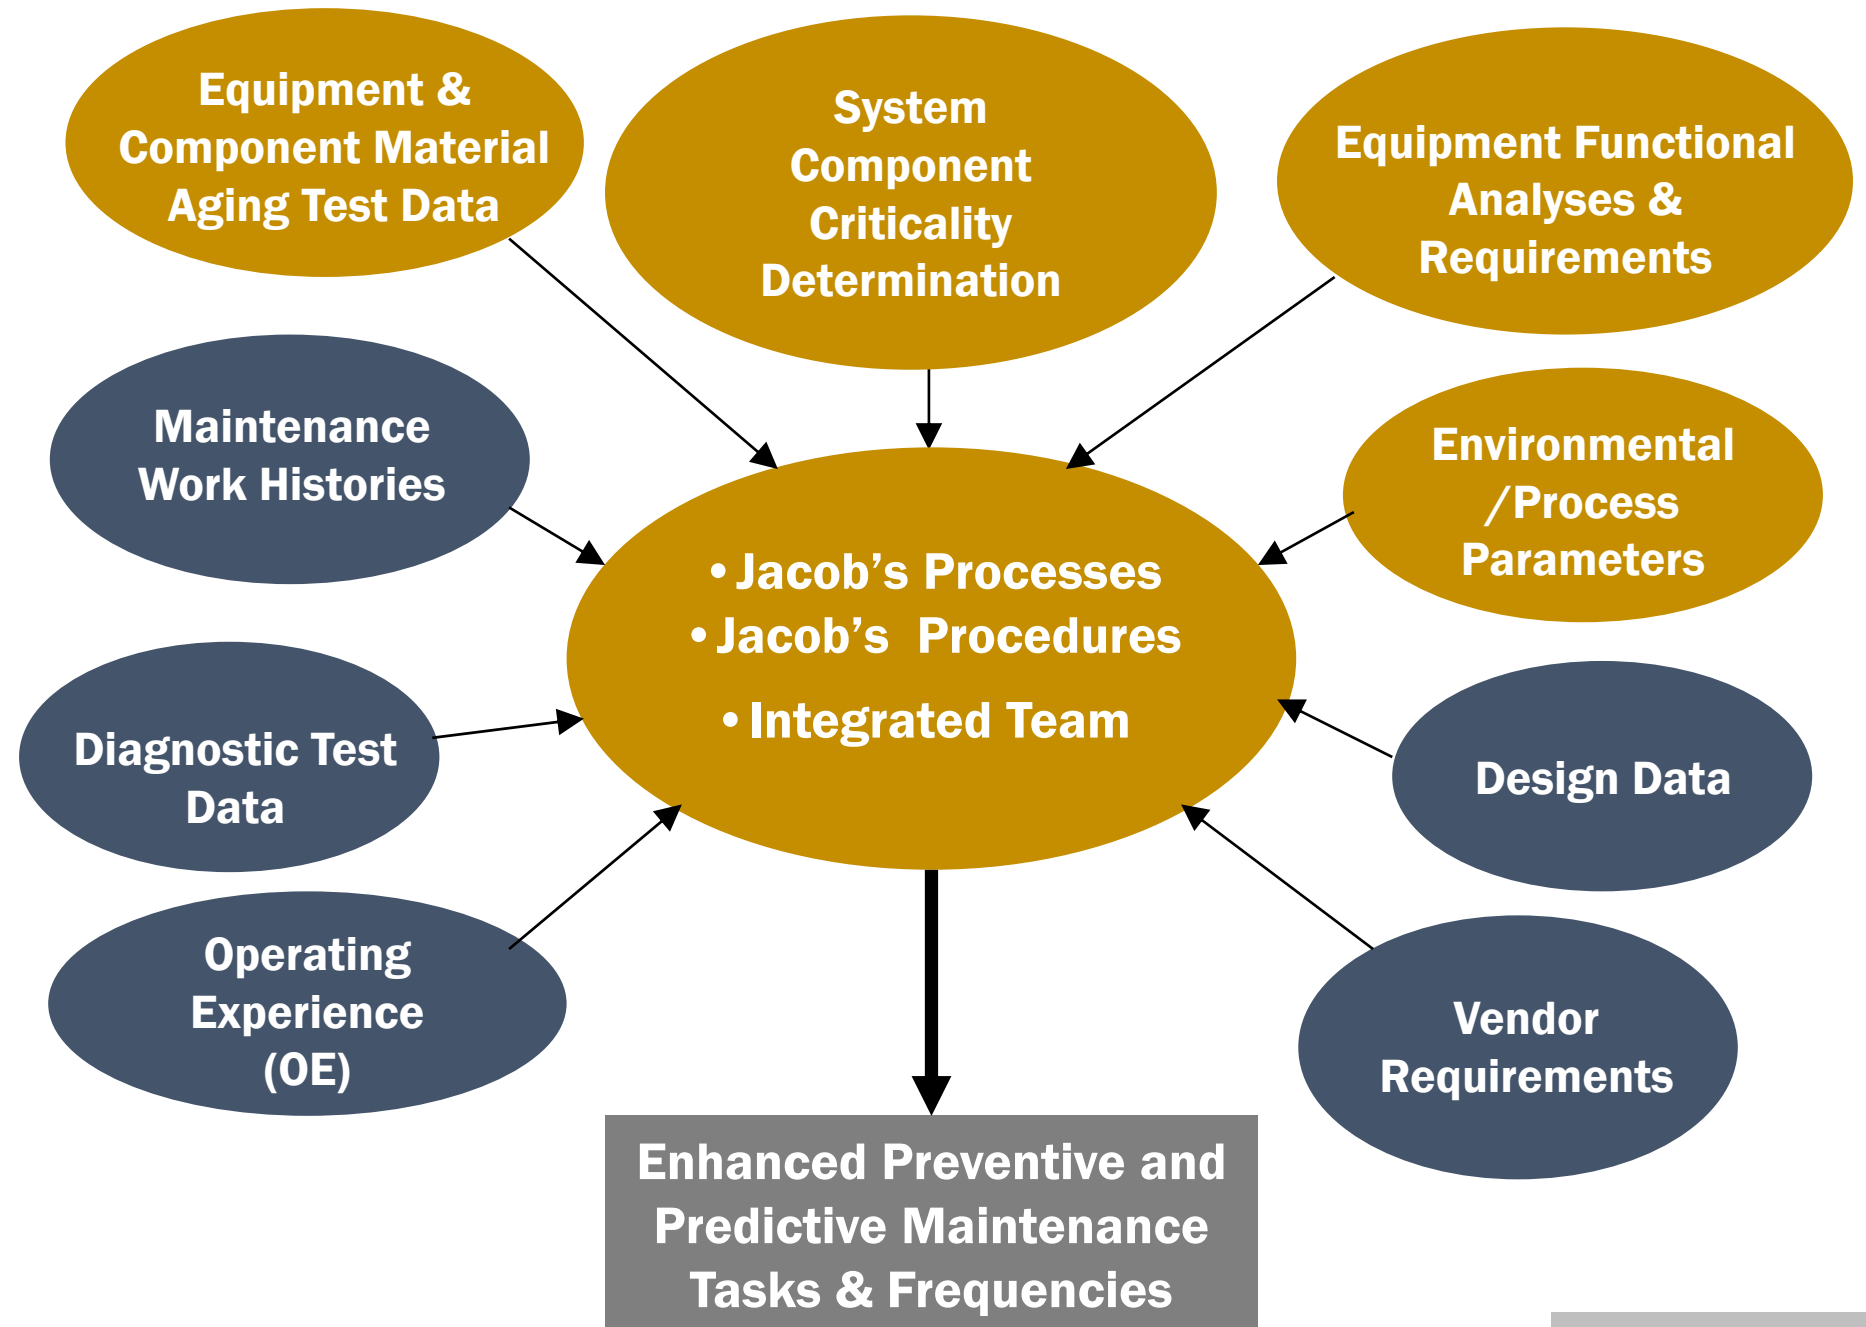 Equipment &
Component Material
Aging Test Data
System
Component
Criticality
Determination
Equipment Functional
Analyses &
Requirements
Maintenance
Work Histories
Environmental
/Process
Parameters
• Jacob’s Processes
• Jacob’s  Procedures
• Integrated Team
Diagnostic Test
Data
Design Data
Operating
Experience
(OE)
Vendor
Requirements
Enhanced Preventive and
Predictive Maintenance
Tasks & Frequencies